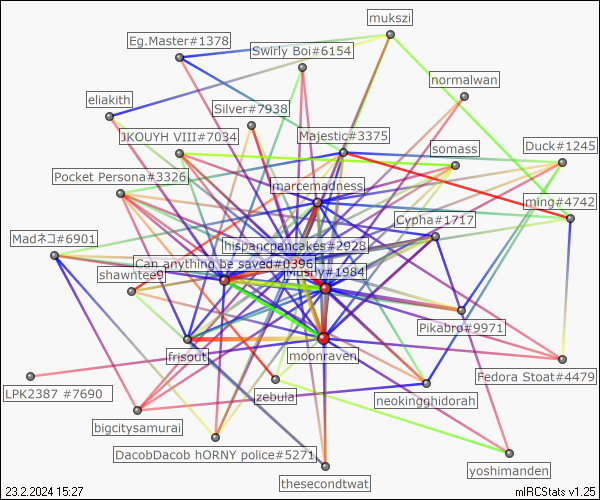 mukszi
Eg.Master#1378
Swirly Boi#6154
normalwan
eliakith
Silver#7938
JKOUYH VIII#7034
Majestic#3375
somass
Duck#1245
Pocket Persona#3326
marcemadness
ming#4742
Cypha#1717
Madネコ#6901
hispancpancakes#2928
Can anything be saved#0396
shawntee9
Musny#1984
Pikabro#9971
frisout
moonraven
Fedora Stoat#4479
LPK2387 #7690
zebula
neokingghidorah
bigcitysamurai
DacobDacob hORNY police#5271
yoshimanden
thesecondtwat
23.2.2024 15:27
mIRCStats v1.25